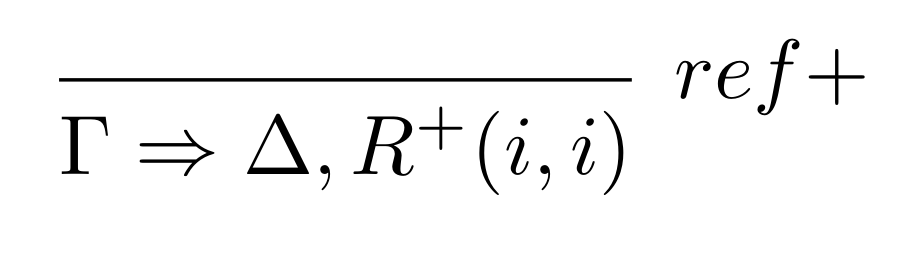 ref+
Γ ⇒ Δ, R⁺(i, i)